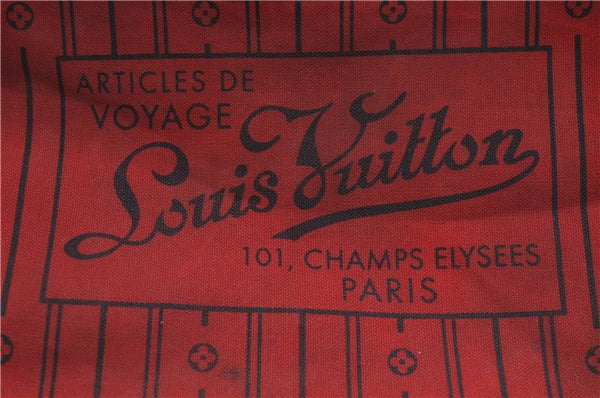 ARTICLES DE
VOYAGE
Louis Vuitton
101, CHAMPS ELYSEES
PARIS